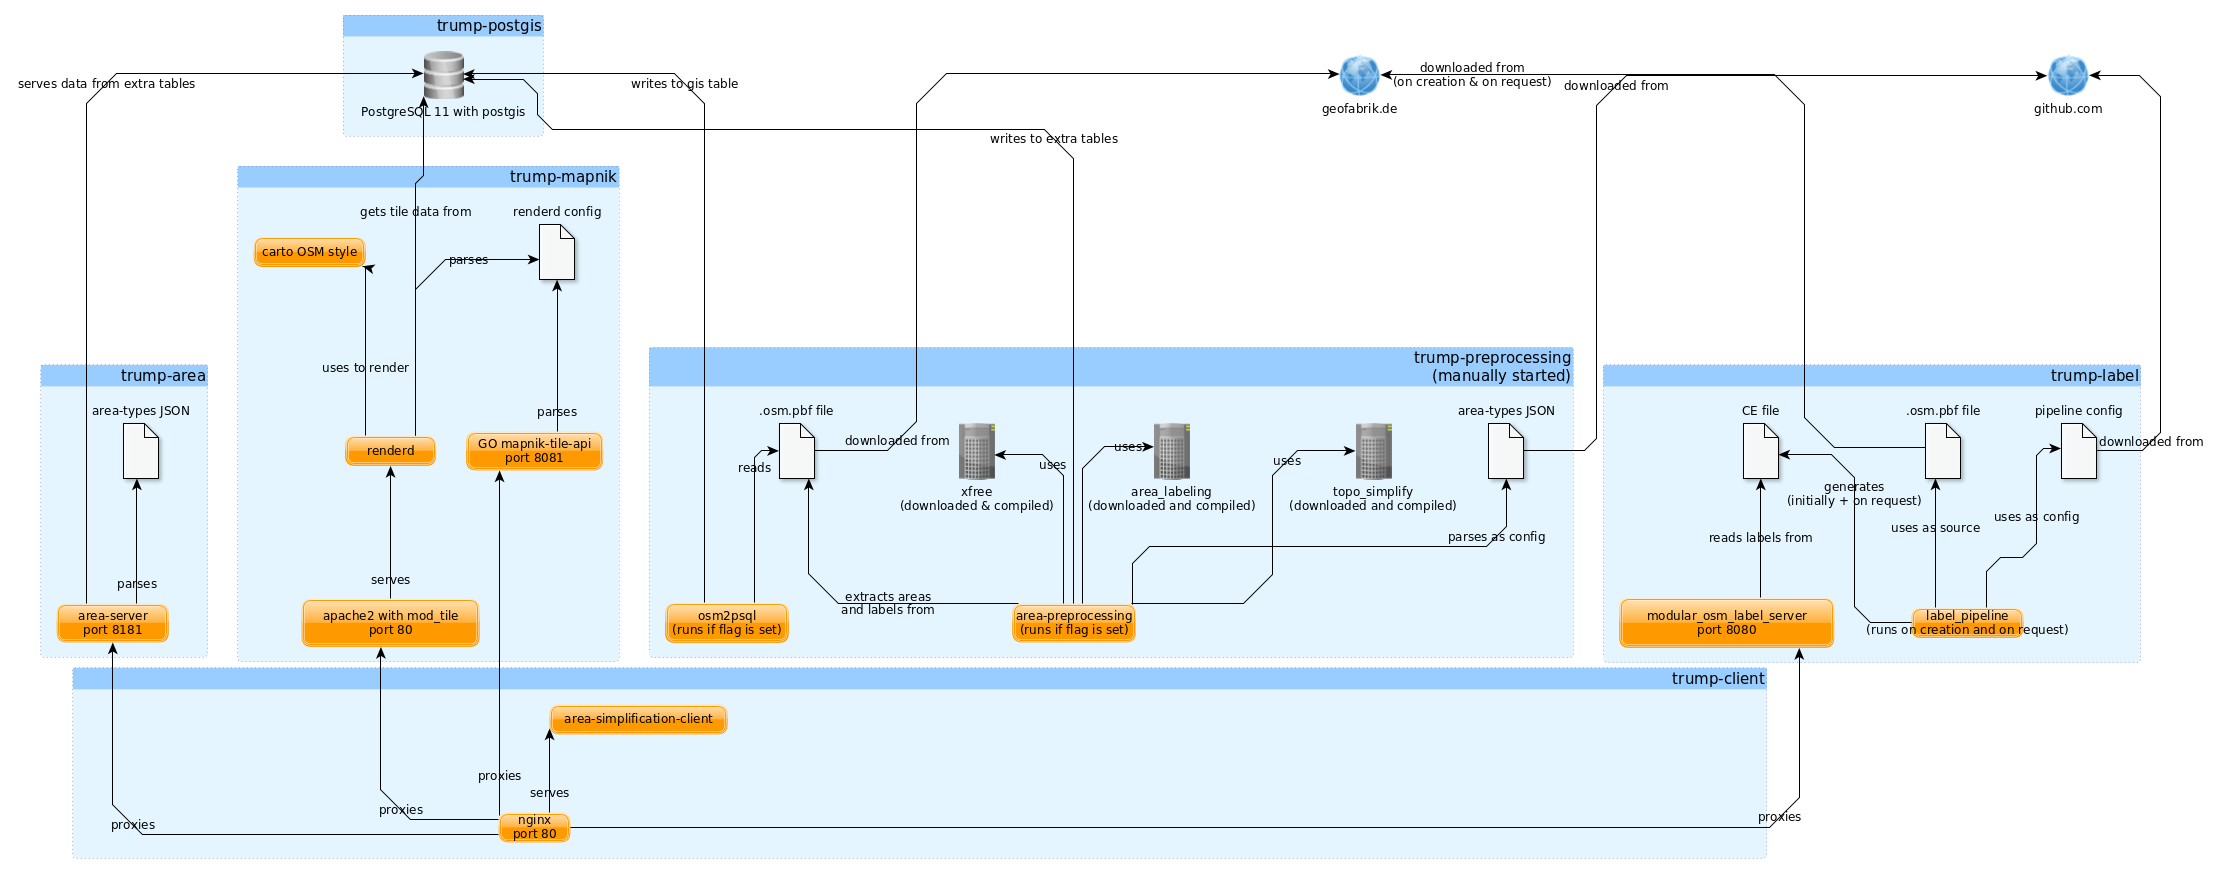 trump-postgis
serves data from extra tables
PostgreSQL 11 with postgis
writes to gis table
writes to extra tables
geofabrik.de
downloaded from
(on creation & on request)
downloaded from
github.com
trump-mapnik
gets tile data from
renderd config
carto OSM style
parses
uses to render
parses
renderd
GO mapnik-tile-api
port 8081
serves
apache2 with mod_tile
port 80
trump-area
area-types JSON
parses
area-server
port 8181
trump-preprocessing
(manually started)
.osm.pbf file
downloaded from
reads
xfree
(downloaded & compiled)
uses
uses
area_labeling
(downloaded and compiled)
uses
topo_simplify
(downloaded and compiled)
area-types JSON
parses as config
extracts areas
and labels from
osm2psql
(runs if flag is set)
area-preprocessing
(runs if flag is set)
trump-label
CE file
.osm.pbf file
pipeline config
downloaded from
generates
(initially + on request)
uses as source
uses as config
reads labels from
modular_osm_label_server
port 8080
label_pipeline
(runs on creation and on request)
trump-client
area-simplification-client
proxies
serves
proxies
proxies
proxies
nginx
port 80